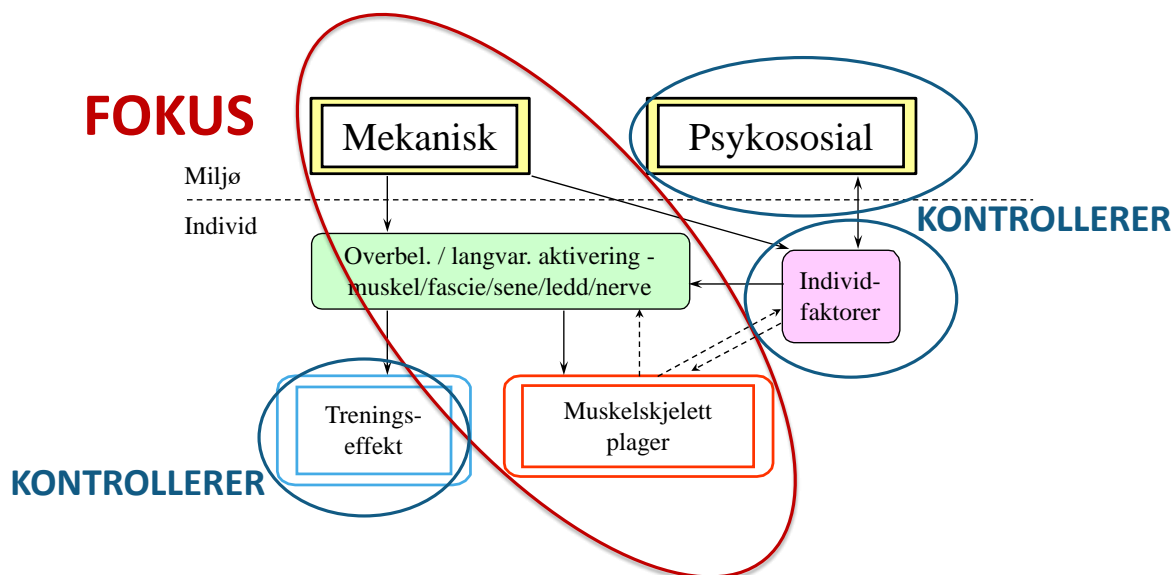 FOKUS
Mekanisk
Psykososial
Miljø
Individ
KONTROLLERER
Overbel. / langvar. aktivering -
muskel/fascie/sene/ledd/nerve
Individ-
faktorer
Trenings-
effekt
Muskelskjelett
plager
KONTROLLERER